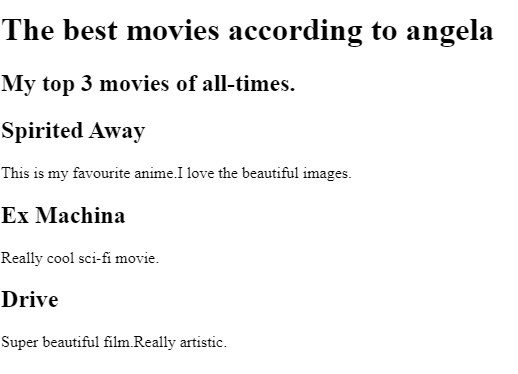 The best movies according to angela
My top 3 movies of all-times.
Spirited Away
This is my favourite anime.I love the beautiful images.
Ex Machina
Really cool sci-fi movie.
Drive
Super beautiful film.Really artistic.